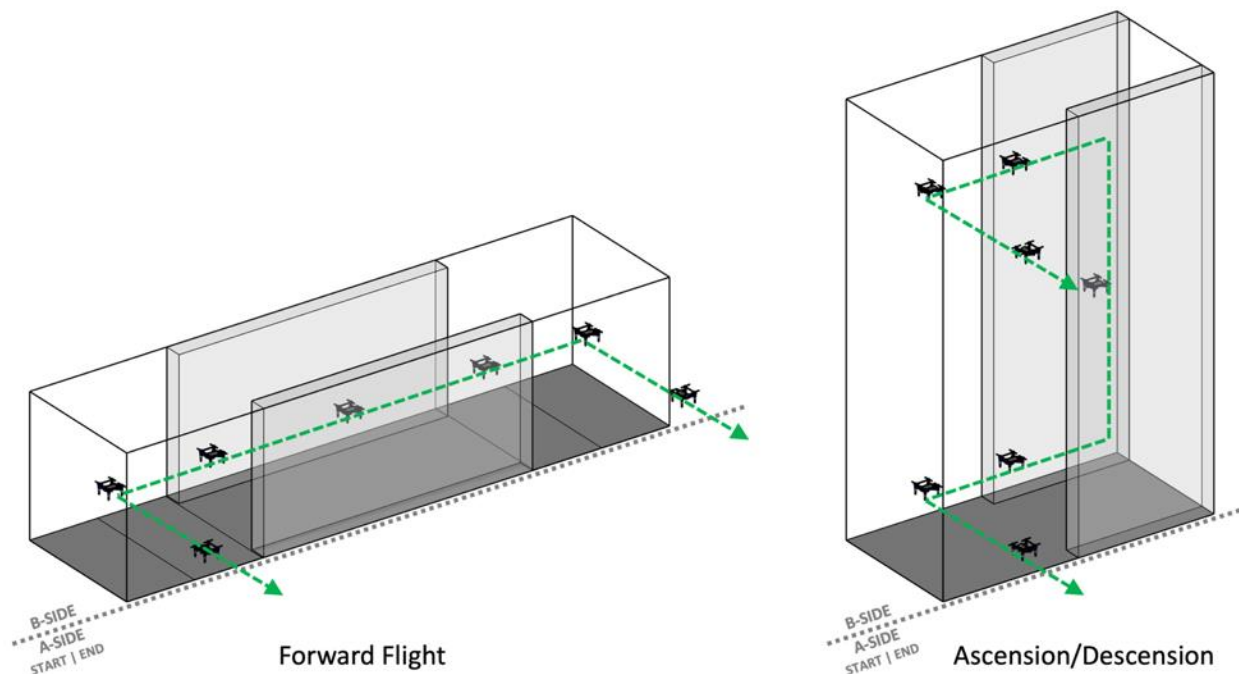 B-SIDE
A-SIDE
START | END
Forward Flight
B-SIDE
A-SIDE
START | END
Ascension/Descension